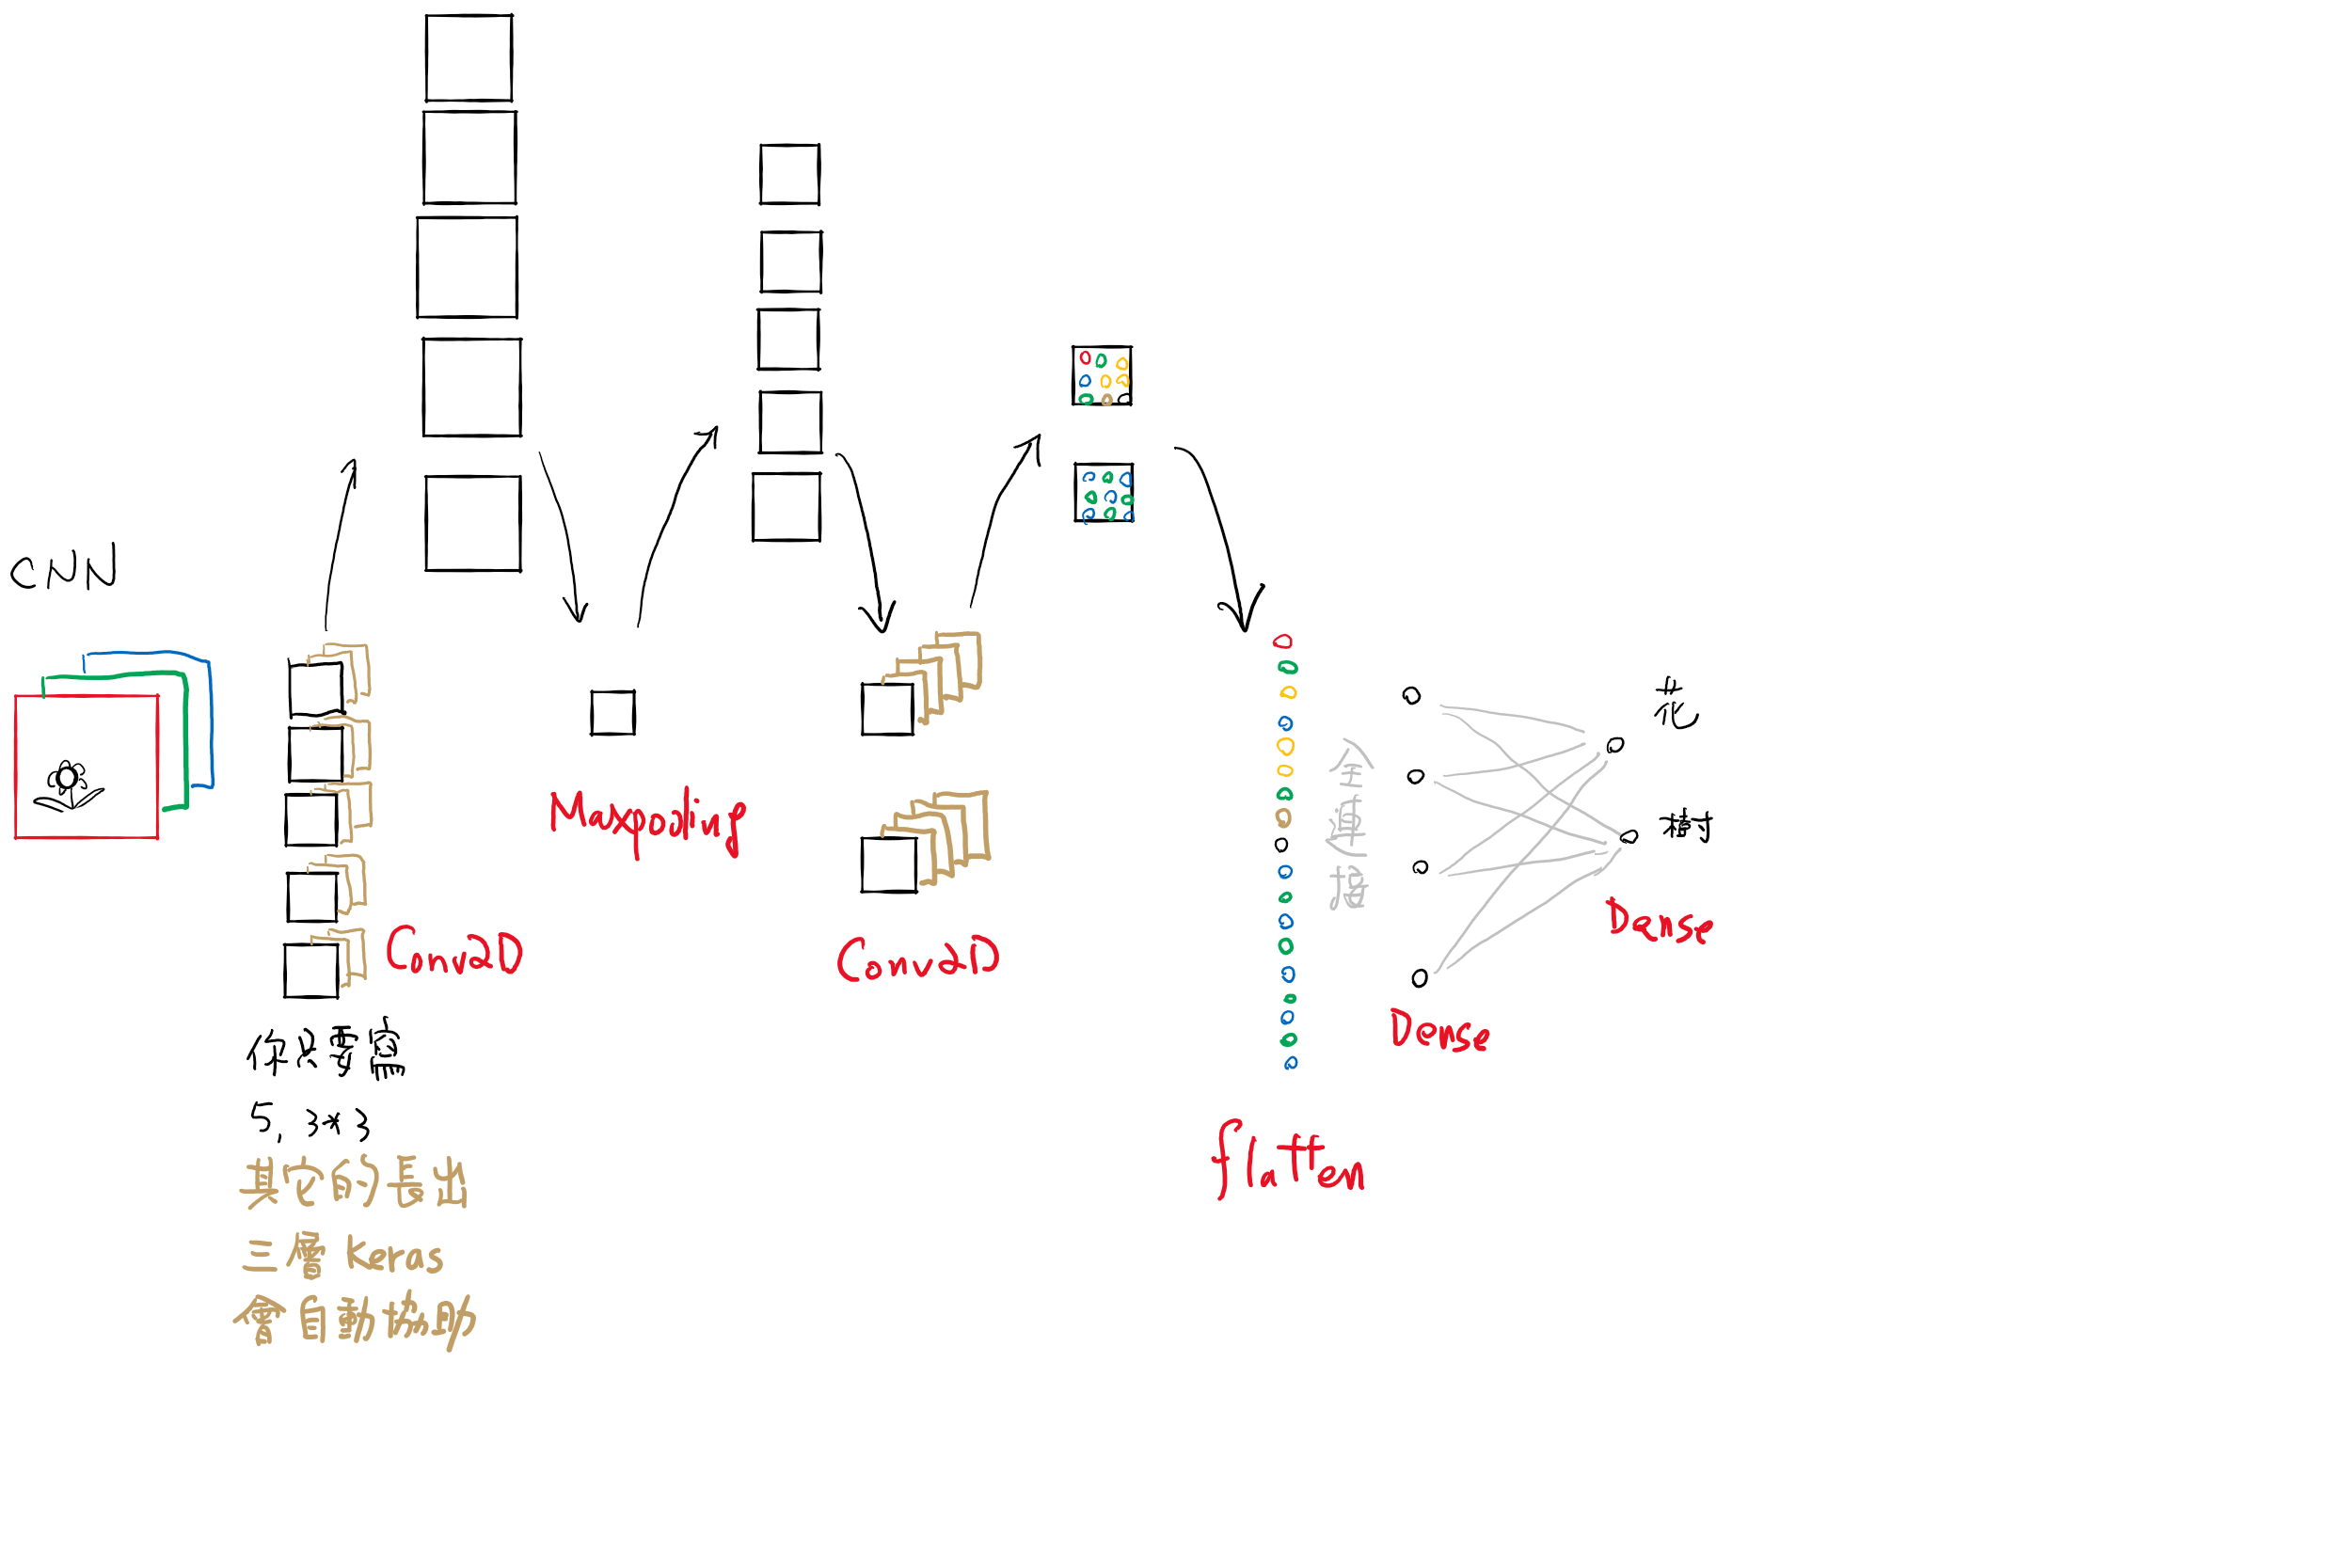 CNN
Conv2D
你只要寫
5, 3*3
其它的長出
三層 Keras
會自動協助
Maxpooling
Conv2D
flatten
全連接
Dense
花
樹
Dense